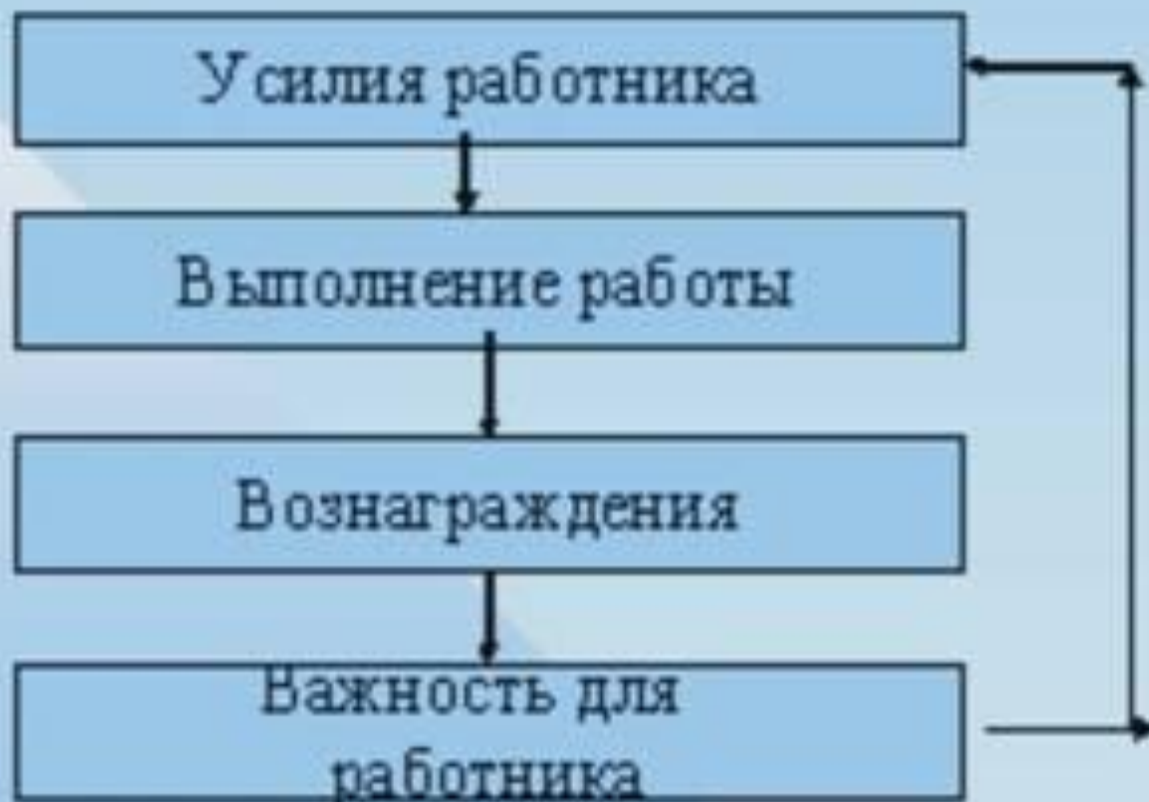 Усилия работника
Выполнение работы
Вознаграждения
Важность для
работника